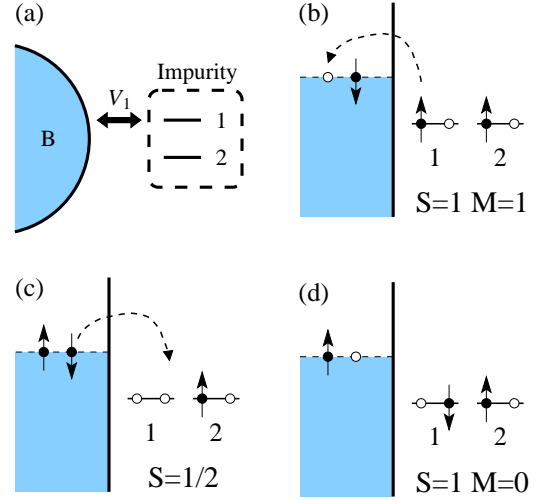 (a)
B
V1
Impurity
1
2
(b)
1 2
S=1 M=1
(c)
1 2
S=1/2
(d)
1 2
S=1 M=0